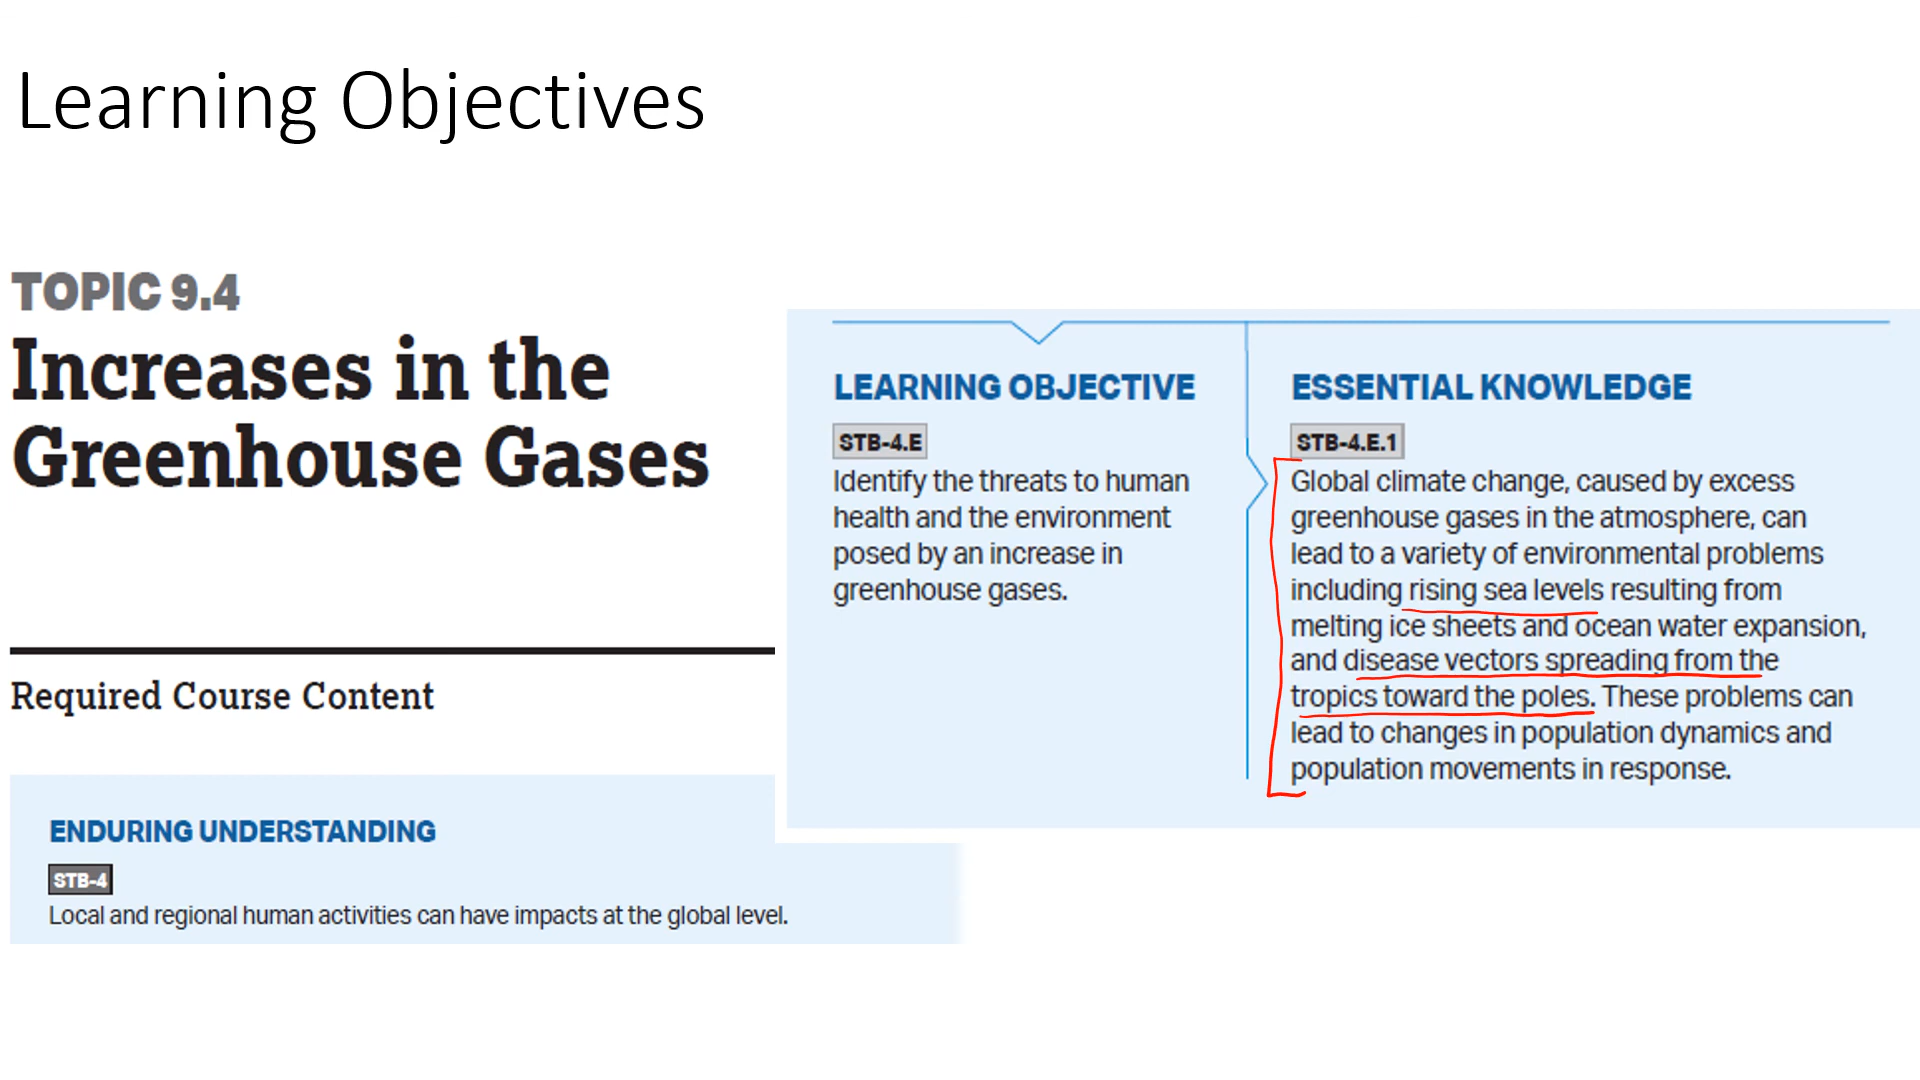 Learning Objectives
TOPIC 9.4
Increases in the
Greenhouse Gases
Required Course Content
ENDURING UNDERSTANDING
STB-4
Local and regional human activities can have impacts at the global level.
LEARNING OBJECTIVE
STB-4.E
Identify the threats to human
health and the environment
posed by an increase in
greenhouse gases.
ESSENTIAL KNOWLEDGE
STB-4.E.1
Global climate change, caused by excess
greenhouse gases in the atmosphere, can
lead to a variety of environmental problems
including rising sea levels resulting from
melting ice sheets and ocean water expansion,
and disease vectors spreading from the
tropics toward the poles. These problems can
lead to changes in population dynamics and
population movements in response.